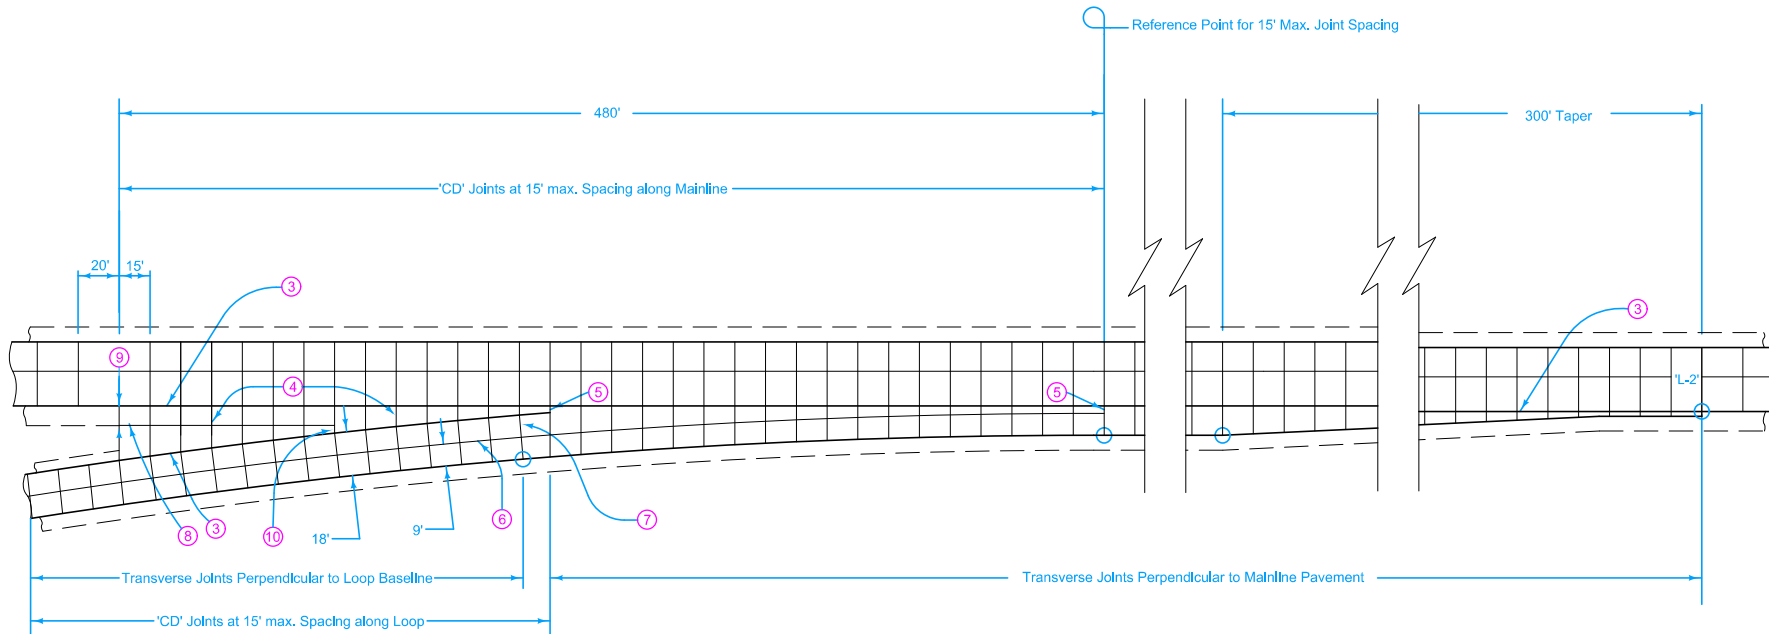 Reference Point for 15' Max. Joint Spacing
480'
300' Taper
'CD' Joints at 15' max. Spacing along Mainline
20'
15'
3
3
9
4
5
5
'L-2'
8
3
10
18'
9'
6
7
Transverse Joints Perpendicular to Loop Baseline
Transverse Joints Perpendicular to Mainline Pavement
'CD' Joints at 15' max. Spacing along Loop